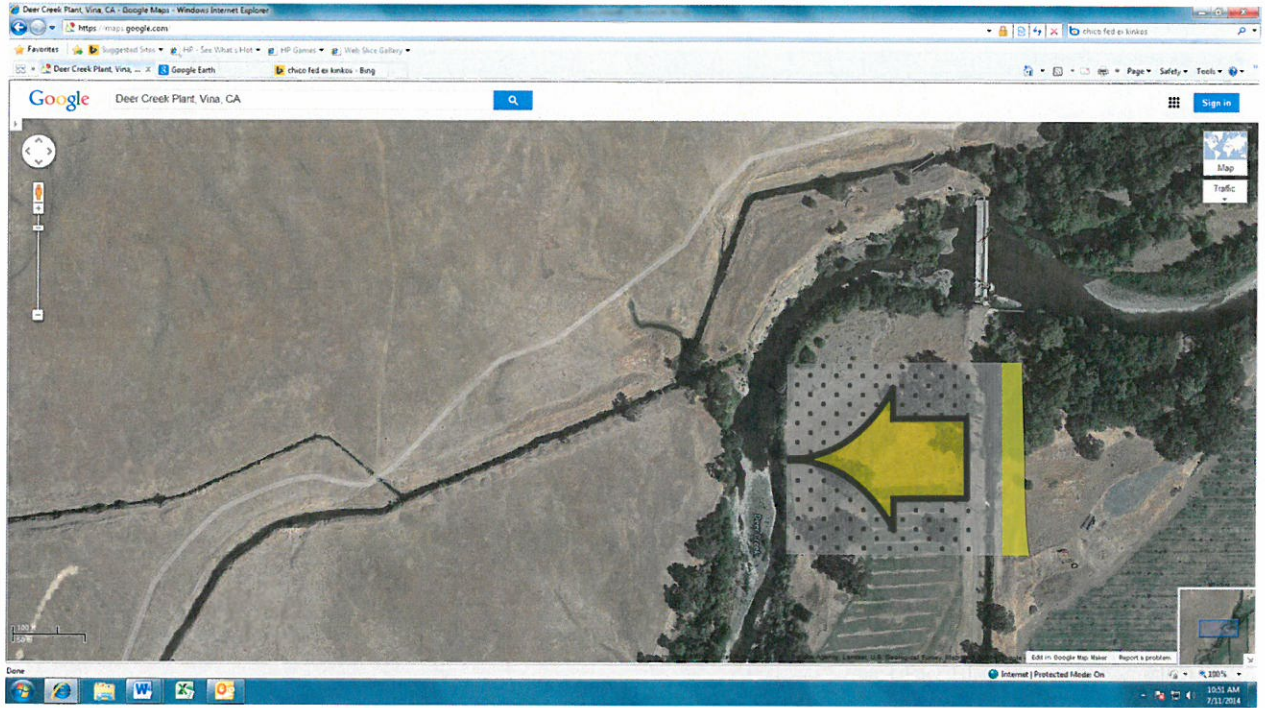 Deer Creek Plant, Vina, CA - Google Maps - Windows Internet Explorer
https://maps.google.com
chico fed ex kinkos
Favorites Suggested Sites HP - See What's Hot HP Games Web Slice Gallery
Deer Creek Plant, Vina, ... Google Earth chico fed ex kinkos - Bing
Page Safety Tools
Google Deer Creek Plant, Vina, CA Sign in
Map
Traffic
Edit in Google Map Maker Report a problem
Done
Internet | Protected Mode: On 100%
10:51 AM
7/11/2014